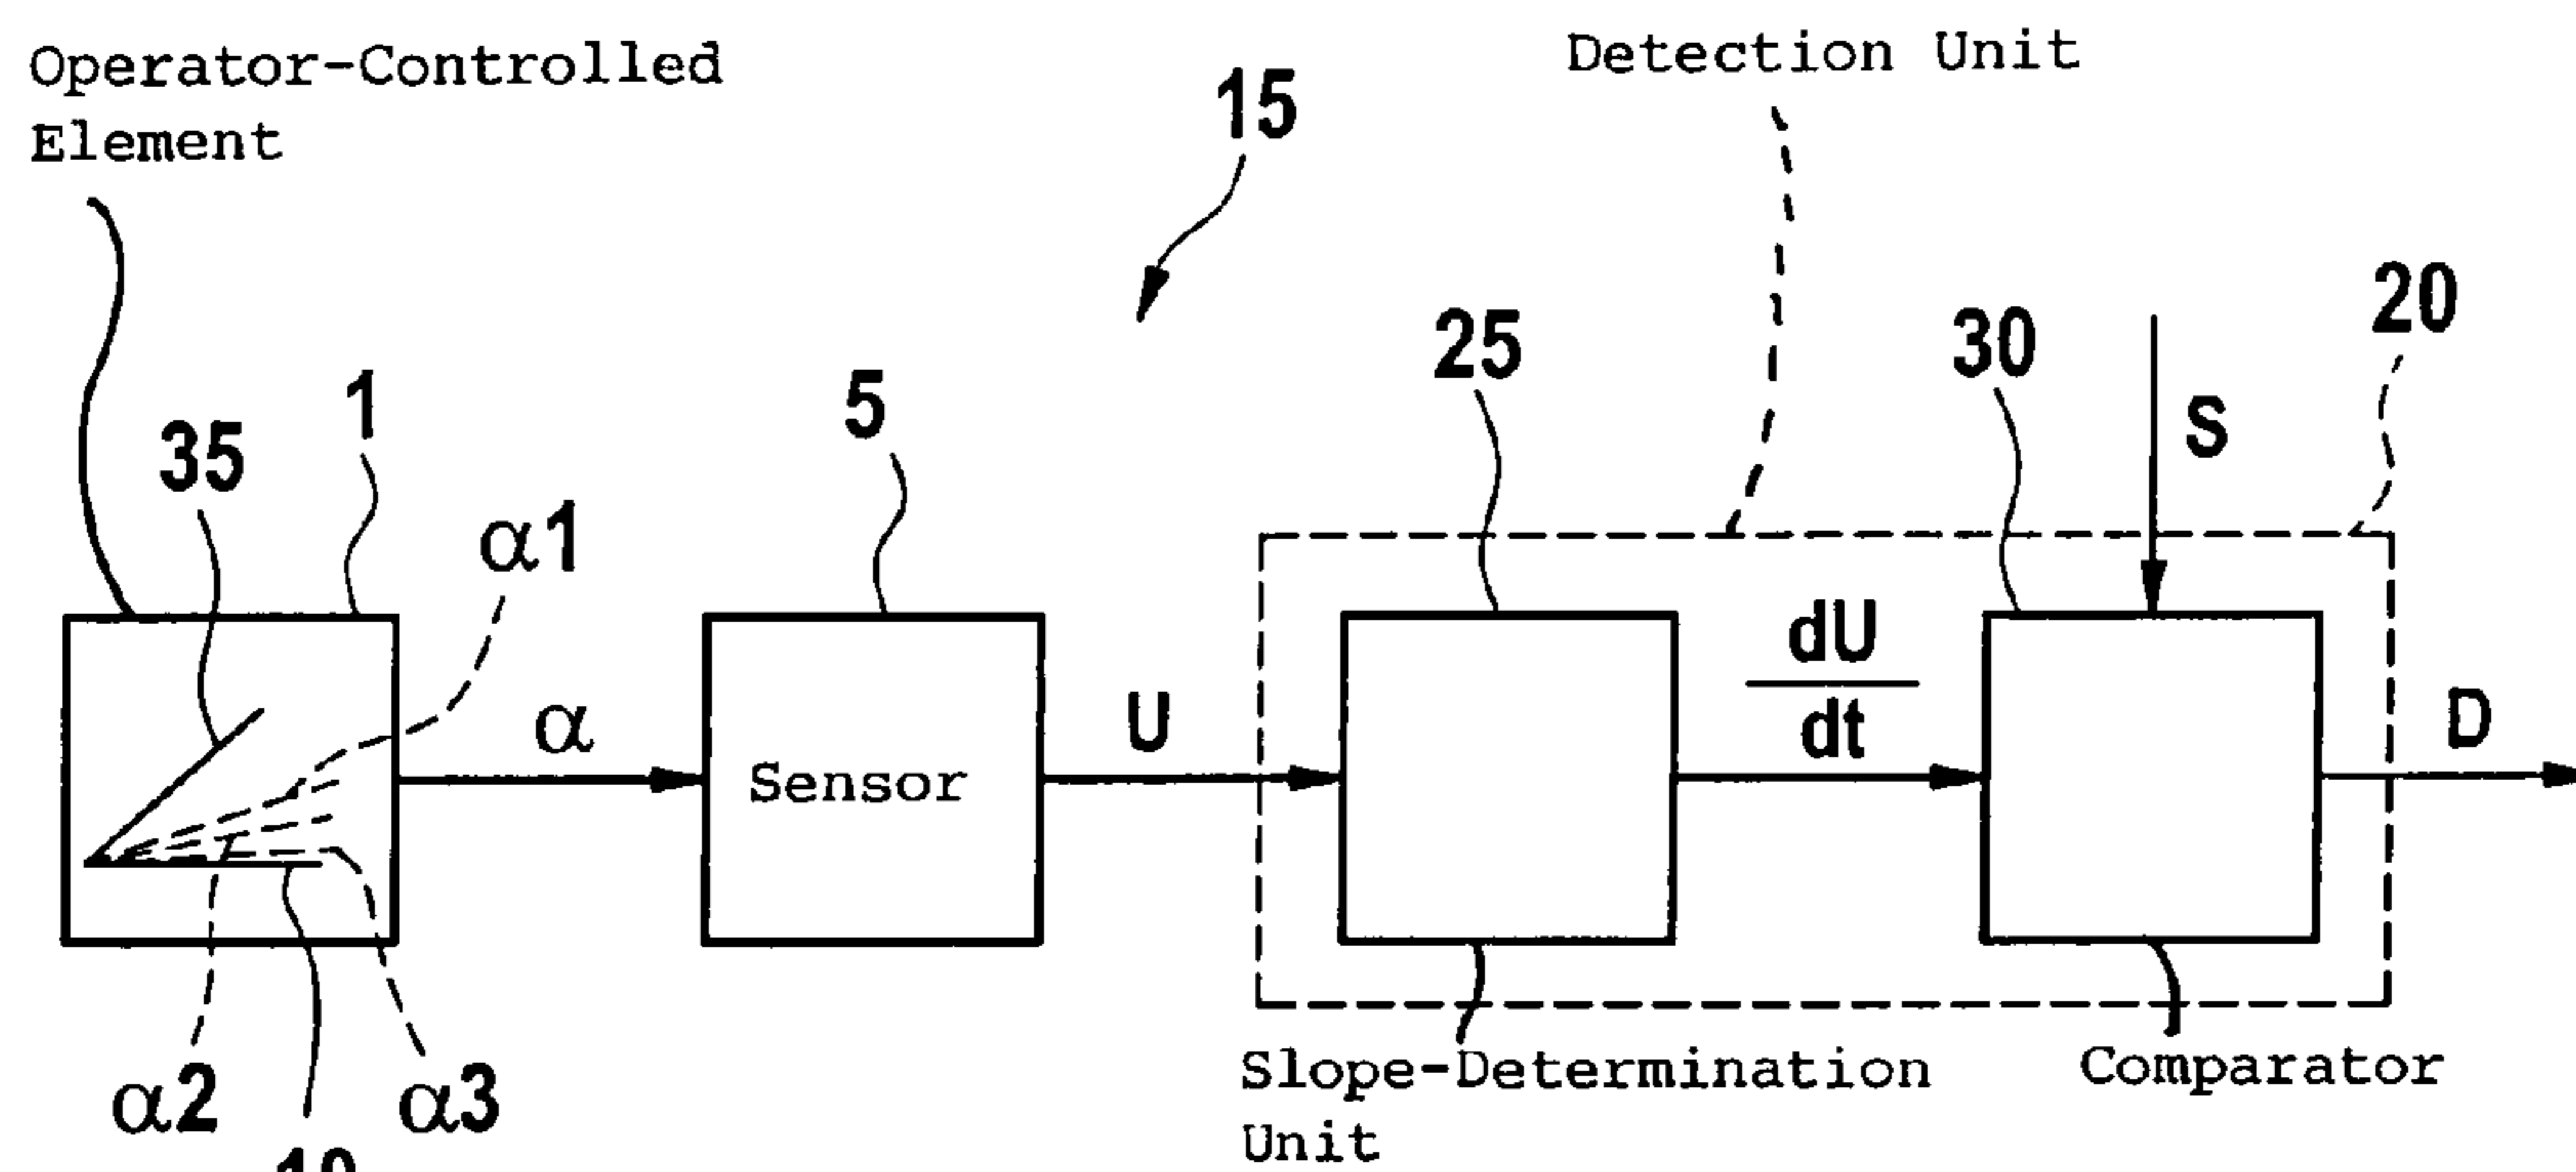 Operator-Controlled
Element
Detection Unit
15
20
25
30
S
1
5
35
α1
α
Sensor
U
dU
dt
D
α2
α3
Slope-Determination
Unit
Comparator